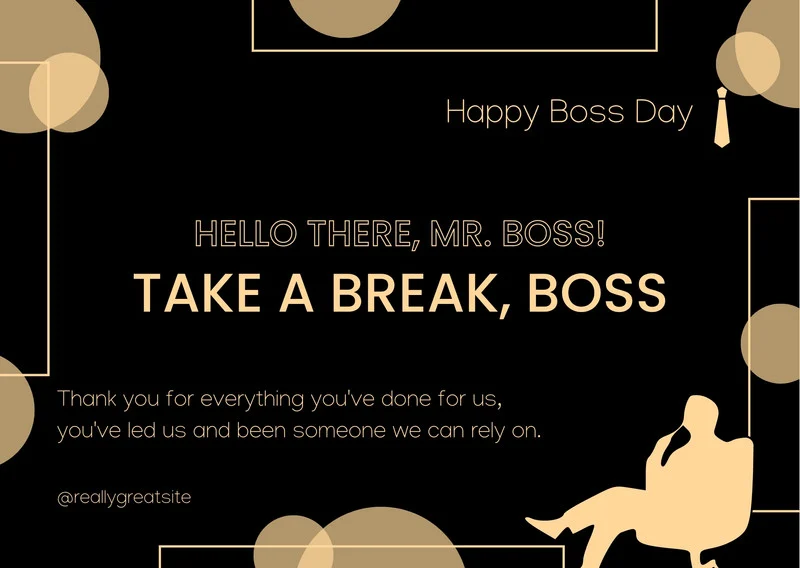 Happy Boss Day
HELLO THERE, MR. BOSS!
TAKE A BREAK, BOSS
Thank you for everything you've done for us,
you've led us and been someone we can rely on.
@reallygreatsite